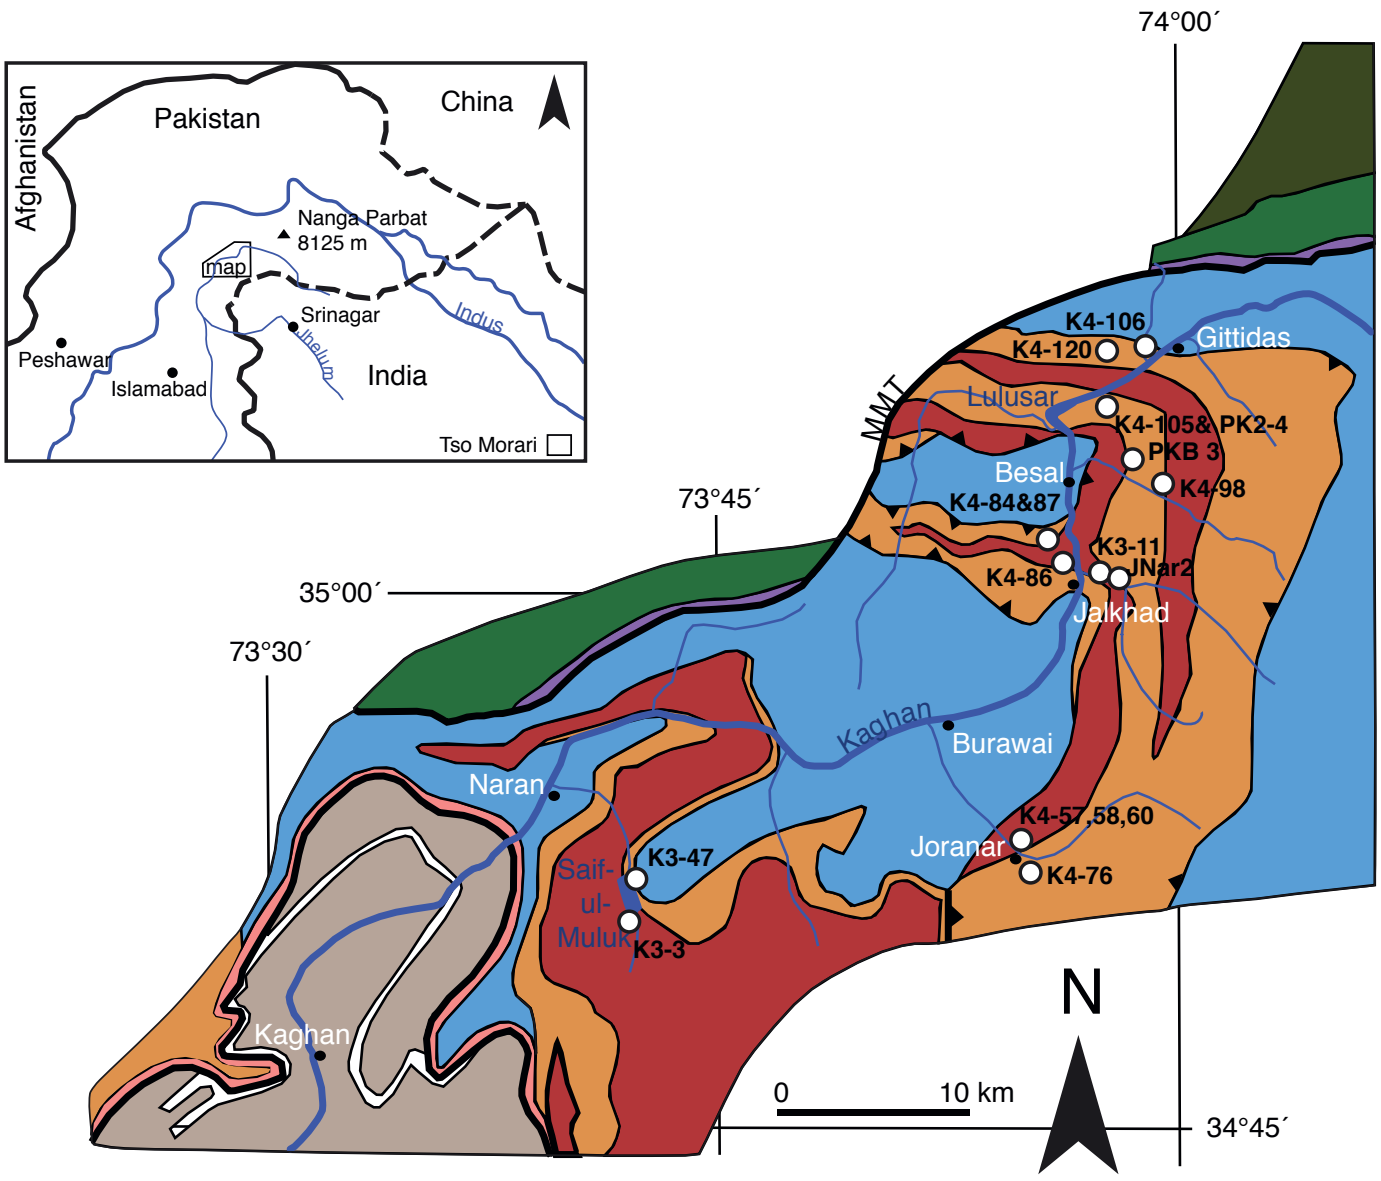 74°00´
Afghanistan
Pakistan
China
Nanga Parbat
8125 m
map
Srinagar
Indus
Jhelum
Peshawar
Islamabad
India
Tso Morari
K4-106
K4-120
Gittidas
MMT
Lulusar
K4-105& PK2-4
PKB 3
Besal
K4-98
K4-84&87
73°45´
K3-11
JNar2
K4-86
35°00´
Jalkhad
73°30´
Kaghan
Burawai
Naran
K4-57,58,60
Joranar
K4-76
K3-47
Saif-
ul-
Muluk
K3-3
N
Kaghan
0 10 km
34°45´